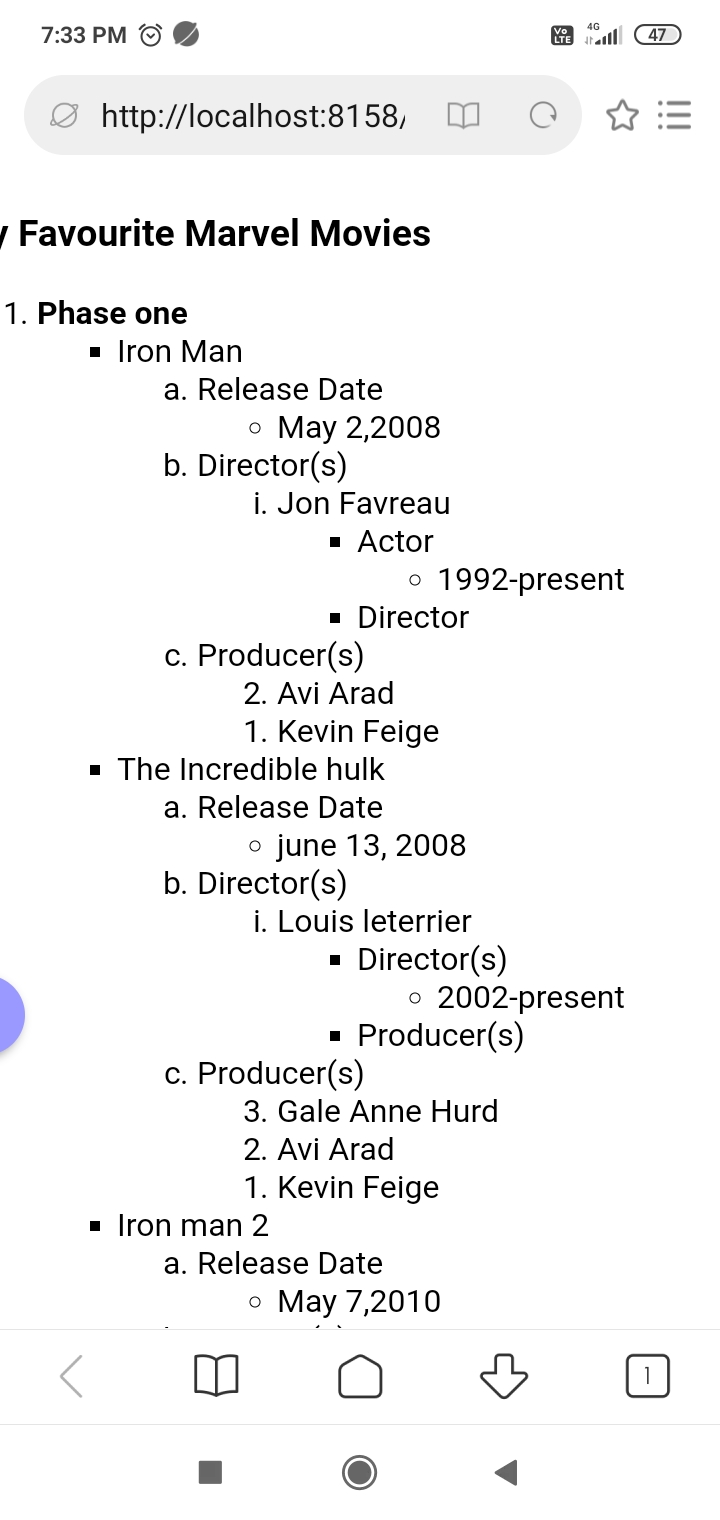 7:33 PM
Vo LTE 4G 47
http://localhost:8158/
y Favourite Marvel Movies
1. Phase one
▪ Iron Man
a. Release Date
◦ May 2,2008
b. Director(s)
i. Jon Favreau
▪ Actor
◦ 1992-present
▪ Director
c. Producer(s)
2. Avi Arad
1. Kevin Feige
▪ The Incredible hulk
a. Release Date
◦ june 13, 2008
b. Director(s)
i. Louis leterrier
▪ Director(s)
◦ 2002-present
▪ Producer(s)
c. Producer(s)
3. Gale Anne Hurd
2. Avi Arad
1. Kevin Feige
▪ Iron man 2
a. Release Date
◦ May 7,2010
1